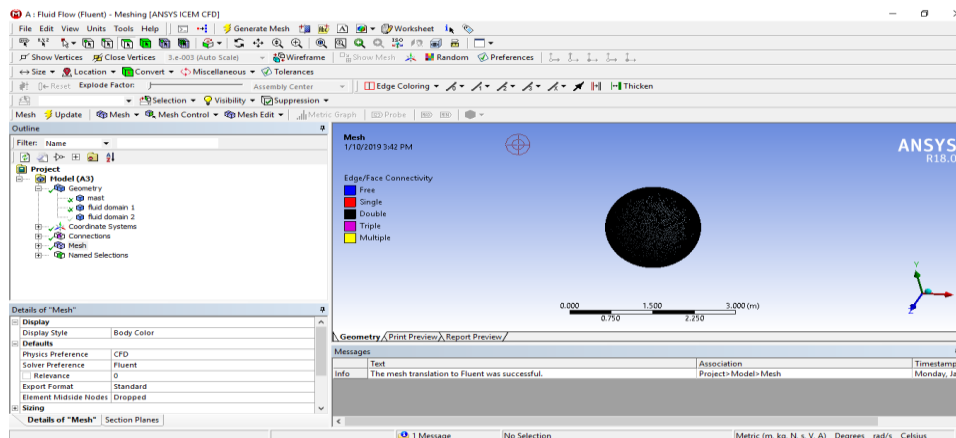 A : Fluid Flow (Fluent) - Meshing [ANSYS ICEM CFD]
File Edit View Units Tools Help Generate Mesh Worksheet
Show Vertices Close Vertices 3.e-003 (Auto Scale) Wireframe Show Mesh Random Preferences
Size Location Convert Miscellaneous Tolerances
Reset Explode Factor: Assembly Center Edge Coloring Thicken
Selection Visibility Suppression
Mesh Update Mesh Mesh Control Mesh Edit Metric Graph Probe
Outline
Filter: Name
Project
Model (A3)
Geometry
mast
fluid domain 1
fluid domain 2
Coordinate Systems
Connections
Mesh
Named Selections
Details of "Mesh"
Display
Display Style Body Color
Defaults
Physics Preference CFD
Solver Preference Fluent
Relevance 0
Export Format Standard
Element Midside Nodes Dropped
Sizing
Details of "Mesh" Section Planes
Mesh
1/10/2019 3:42 PM
Edge/Face Connectivity
Free
Single
Double
Triple
Multiple
ANSYS
R18.0
Y
Z
0.000 1.500 3.000 (m)
0.750 2.250
Geometry Print Preview Report Preview
Messages
Text Association Timestamp
Info The mesh translation to Fluent was successful. Project>Model>Mesh Monday, Ja
1 Message No Selection Metric (m, kg, N, s, V, A) Degrees rad/s Celsius